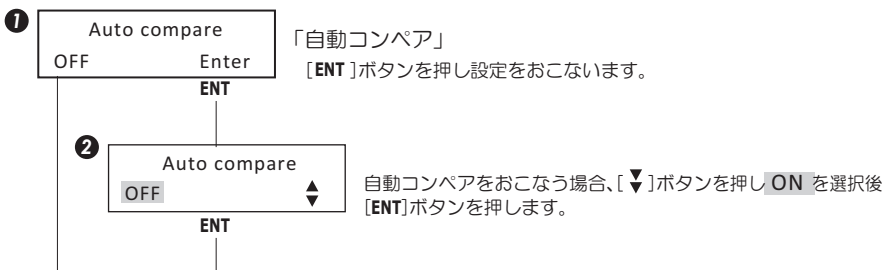 ❶
Auto compare
OFF Enter
ENT
「自動コンペア」
[ENT ]ボタンを押し設定をおこないます。
❷
Auto compare
OFF
ENT
自動コンペアをおこなう場合、[▼]ボタンを押し ON を選択後
[ENT]ボタンを押します。